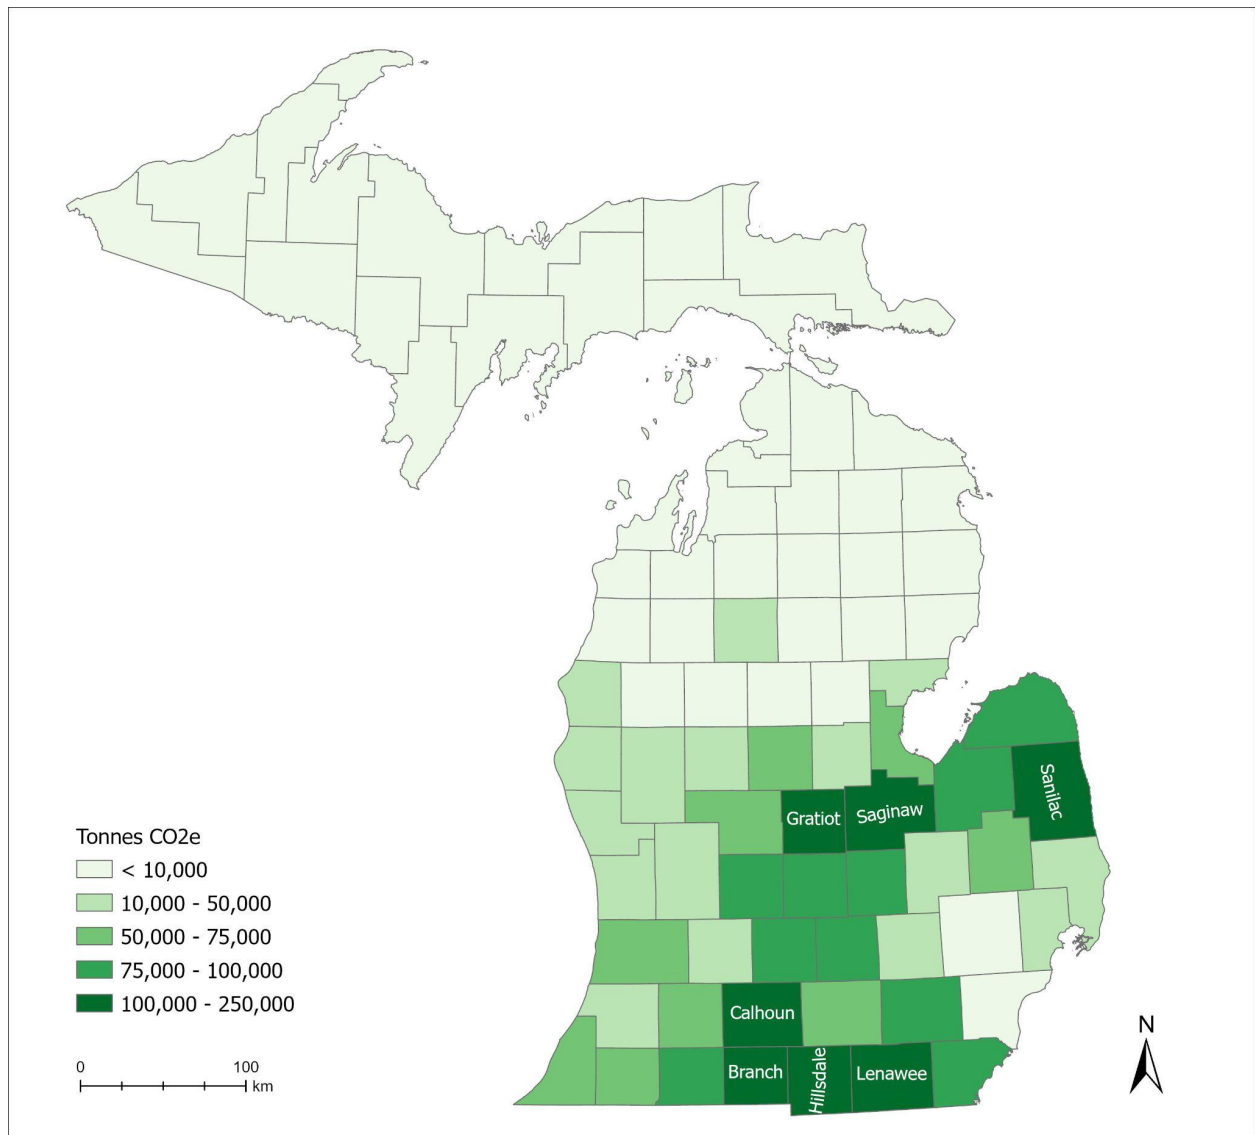 Sanilac
Gratiot
Saginaw
Tonnes CO2e
< 10,000
10,000 - 50,000
50,000 - 75,000
75,000 - 100,000
100,000 - 250,000
Calhoun
Branch
Hillsdale
Lenawee
N
0 100
km